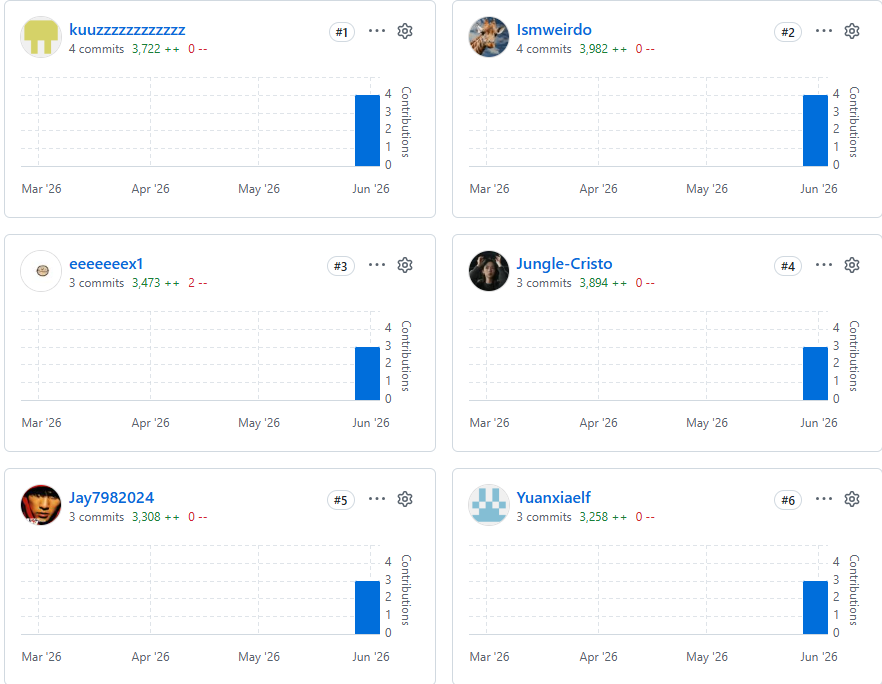 kuuzzzzzzzzzzzz #1
4 commits 3,722 ++ 0 --
4
3
2
1
0
Contributions
Mar '26 Apr '26 May '26 Jun '26
Ismweirdo #2
4 commits 3,982 ++ 0 --
4
3
2
1
0
Contributions
Mar '26 Apr '26 May '26 Jun '26
eeeeeeex1 #3
3 commits 3,473 ++ 2 --
4
3
2
1
0
Contributions
Mar '26 Apr '26 May '26 Jun '26
Jungle-Cristo #4
3 commits 3,894 ++ 0 --
4
3
2
1
0
Contributions
Mar '26 Apr '26 May '26 Jun '26
Jay7982024 #5
3 commits 3,308 ++ 0 --
4
3
2
1
0
Contributions
Mar '26 Apr '26 May '26 Jun '26
Yuanxiaelf #6
3 commits 3,258 ++ 0 --
4
3
2
1
0
Contributions
Mar '26 Apr '26 May '26 Jun '26